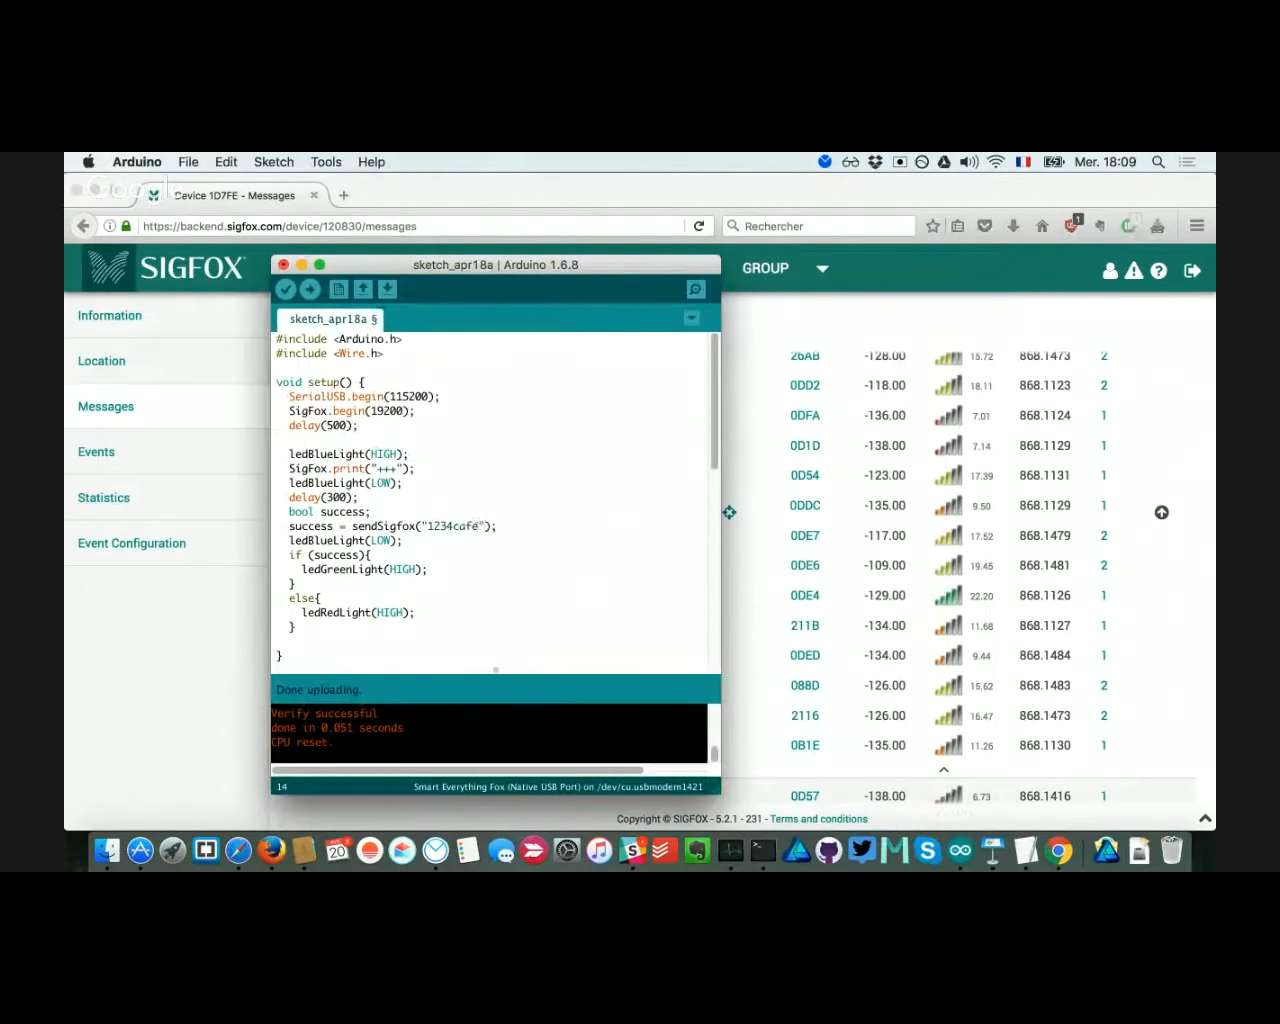 Arduino File Edit Sketch Tools Help
Mer. 18:09
Google
Device 1D7FE - Messages
https://backend.sigfox.com/device/120830/messages
Rechercher
1
SIGFOX
GROUP
sketch_apr18a | Arduino 1.6.8
sketch_apr18a §
Information
Location
Messages
Events
Statistics
Event Configuration
#include <Arduino.h>
#include <Wire.h>
void setup() {
SerialUSB.begin(115200);
SigFox.begin(19200);
delay(500);
ledBlueLight(HIGH);
SigFox.print("+++");
ledBlueLight(LOW);
delay(300);
bool success;
success = sendSigfox("1234cafe");
ledBlueLight(LOW);
if (success){
ledGreenLight(HIGH);
}
else{
ledRedLight(HIGH);
}
}
Done uploading.
Verify successful
done in 0.051 seconds
CPU reset.
14
Smart Everything Fox (Native USB Port) on /dev/cu.usbmodem1421
26AB -128.00 15.72 868.1473 2
0DD2 -118.00 18.11 868.1123 2
0DFA -136.00 7.01 868.1124 1
0D1D -138.00 7.14 868.1129 1
0D54 -123.00 17.39 868.1131 1
0DDC -135.00 9.50 868.1129 1
0DE7 -117.00 17.52 868.1479 2
0DE6 -109.00 19.45 868.1481 2
0DE4 -129.00 22.20 868.1126 1
211B -134.00 11.68 868.1127 1
0DED -134.00 9.44 868.1484 1
088D -126.00 15.62 868.1483 2
2116 -126.00 16.47 868.1473 2
0B1E -135.00 11.26 868.1130 1
0D57 -138.00 6.73 868.1416 1
Copyright © SIGFOX - 5.2.1 - 231 - Terms and conditions
20